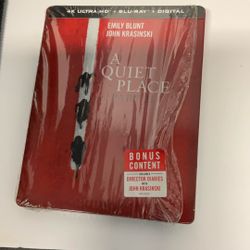 4K ULTRA HD + BLU-RAY + DIGITAL
EMILY BLUNT
JOHN KRASINSKI
A
QUIET PLACE
BONUS
CONTENT
DIRECTOR DIARIES
WITH
JOHN KRASINSKI